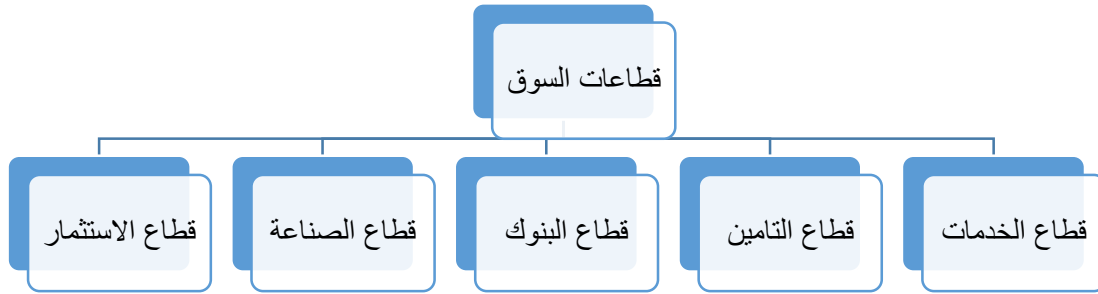 قطاعات السوق
قطاع الخدمات
قطاع التامين
قطاع البنوك
قطاع الصناعة
قطاع الاستثمار